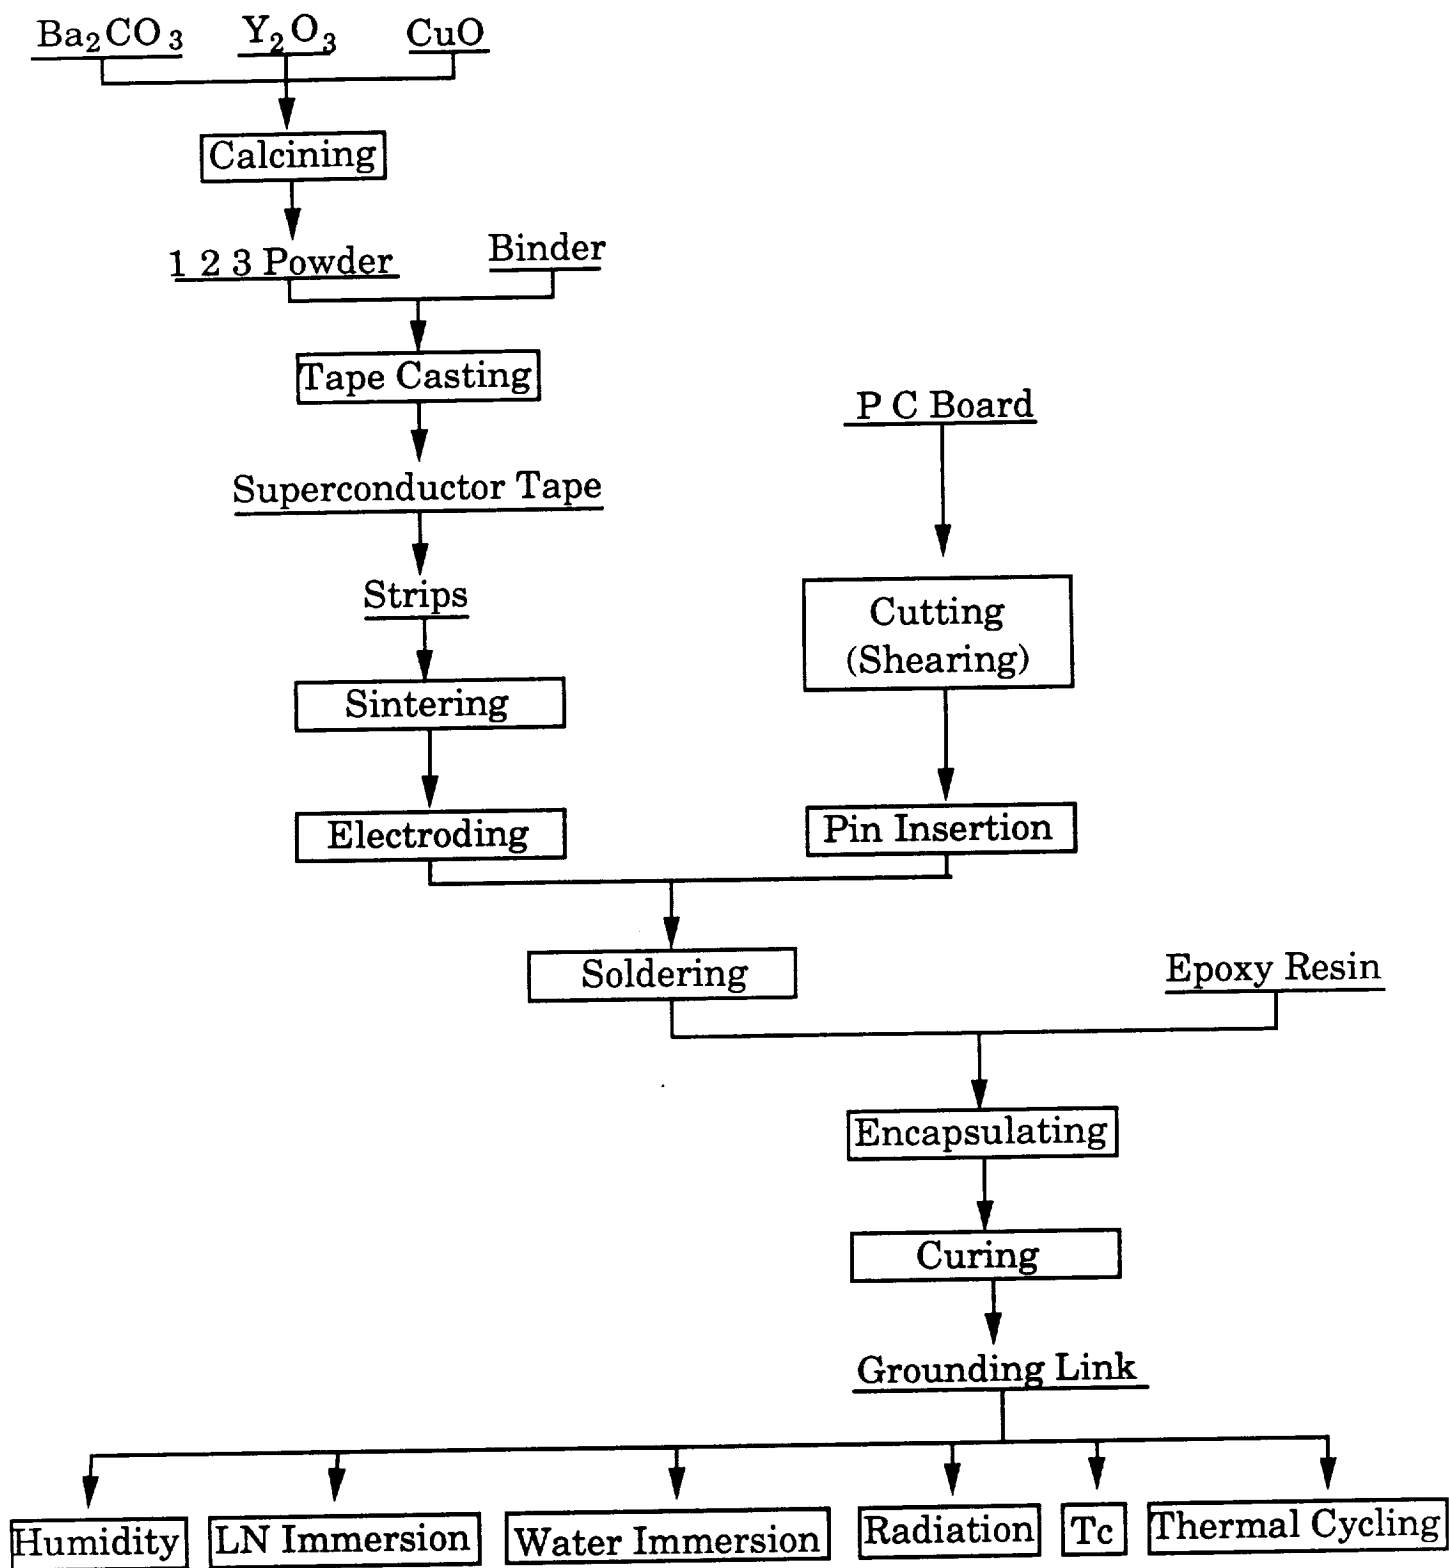 Ba₂CO₃
Y₂O₃
CuO
Calcining
1 2 3 Powder
Binder
Tape Casting
P C Board
Superconductor Tape
Strips
Cutting
(Shearing)
Sintering
Electroding
Pin Insertion
Soldering
Epoxy Resin
Encapsulating
Curing
Grounding Link
Humidity
LN Immersion
Water Immersion
Radiation
Tc
Thermal Cycling